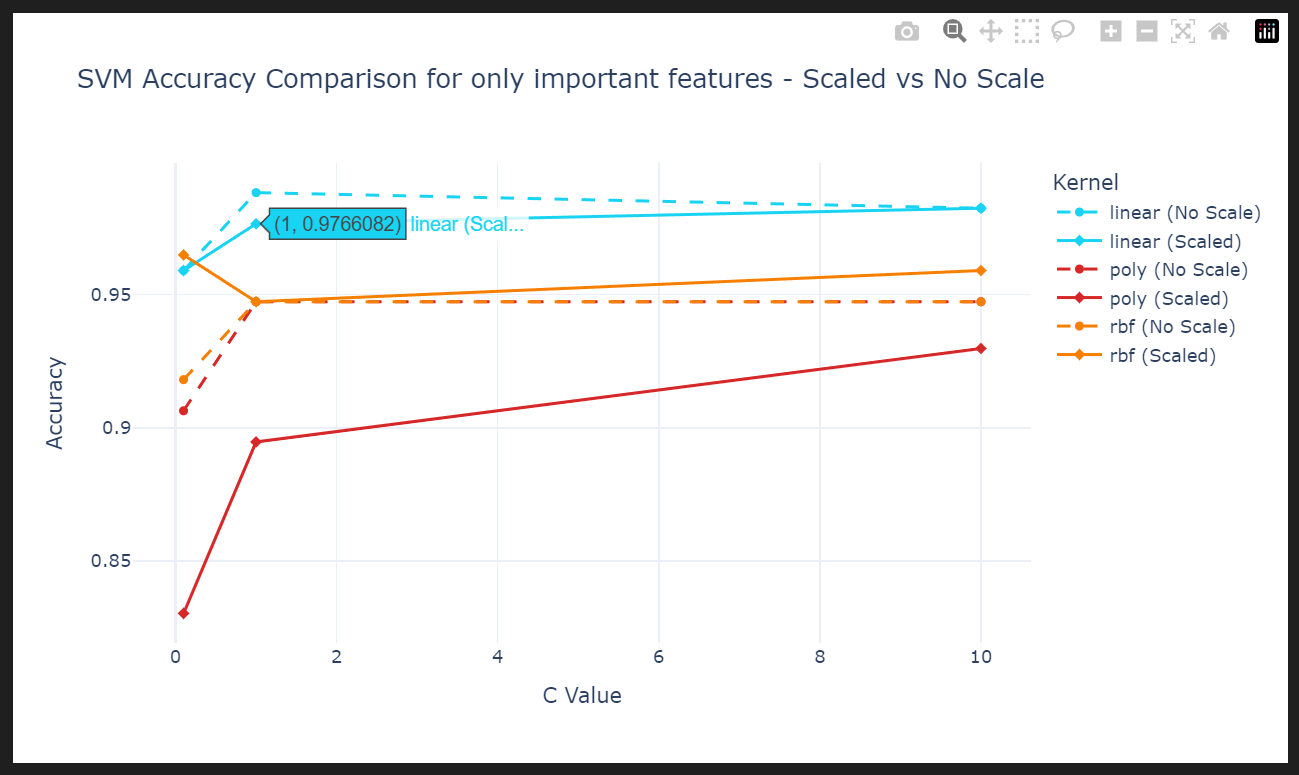 SVM Accuracy Comparison for only important features - Scaled vs No Scale
Kernel
linear (No Scale)
linear (Scaled)
poly (No Scale)
poly (Scaled)
rbf (No Scale)
rbf (Scaled)
(1, 0.9766082) linear (Scal...
0.95
0.9
0.85
Accuracy
0 2 4 6 8 10
C Value